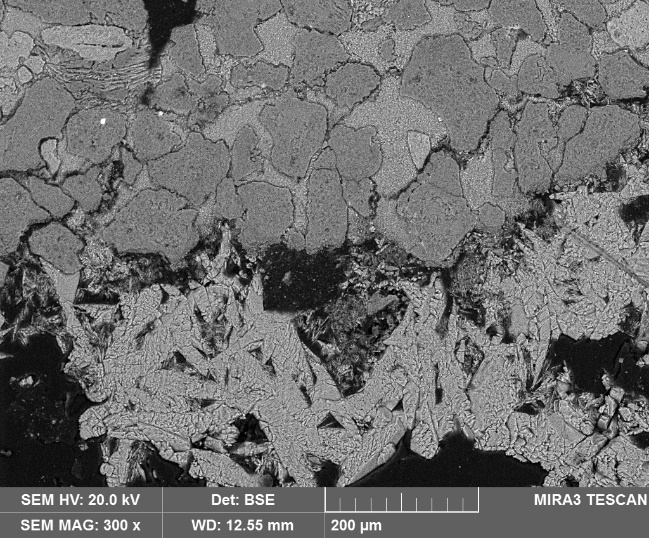 SEM HV: 20.0 kV
Det: BSE
MIRA3 TESCAN
SEM MAG: 300 x
WD: 12.55 mm
200 µm